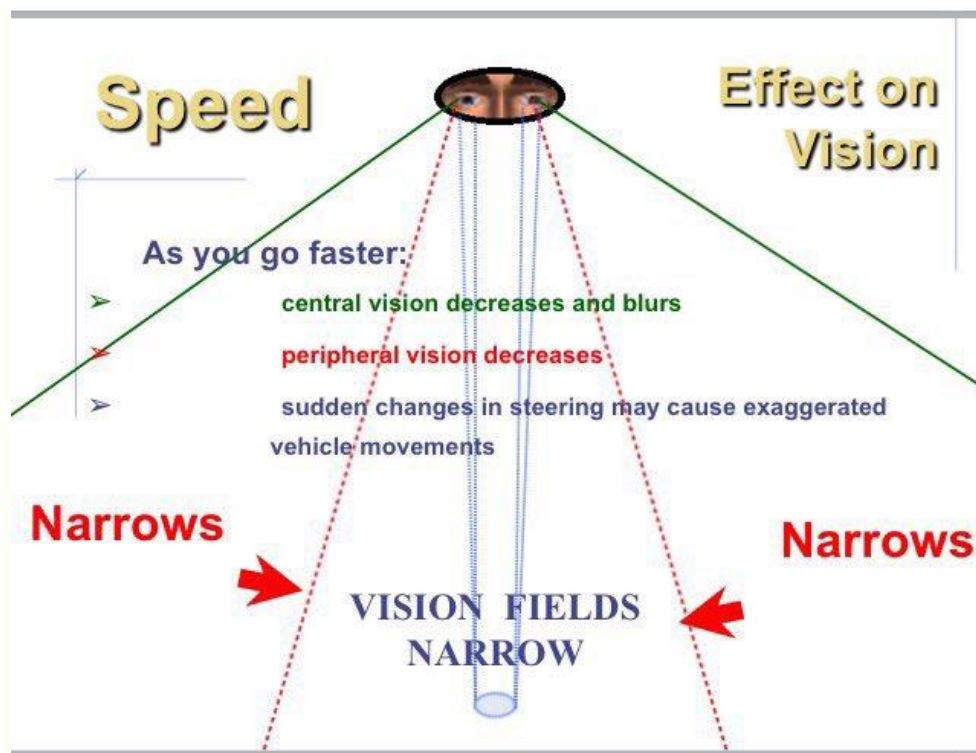 Speed
Effect on
Vision
As you go faster:
➢ central vision decreases and blurs
➢ peripheral vision decreases
➢ sudden changes in steering may cause exaggerated
vehicle movements
Narrows
Narrows
VISION FIELDS
NARROW